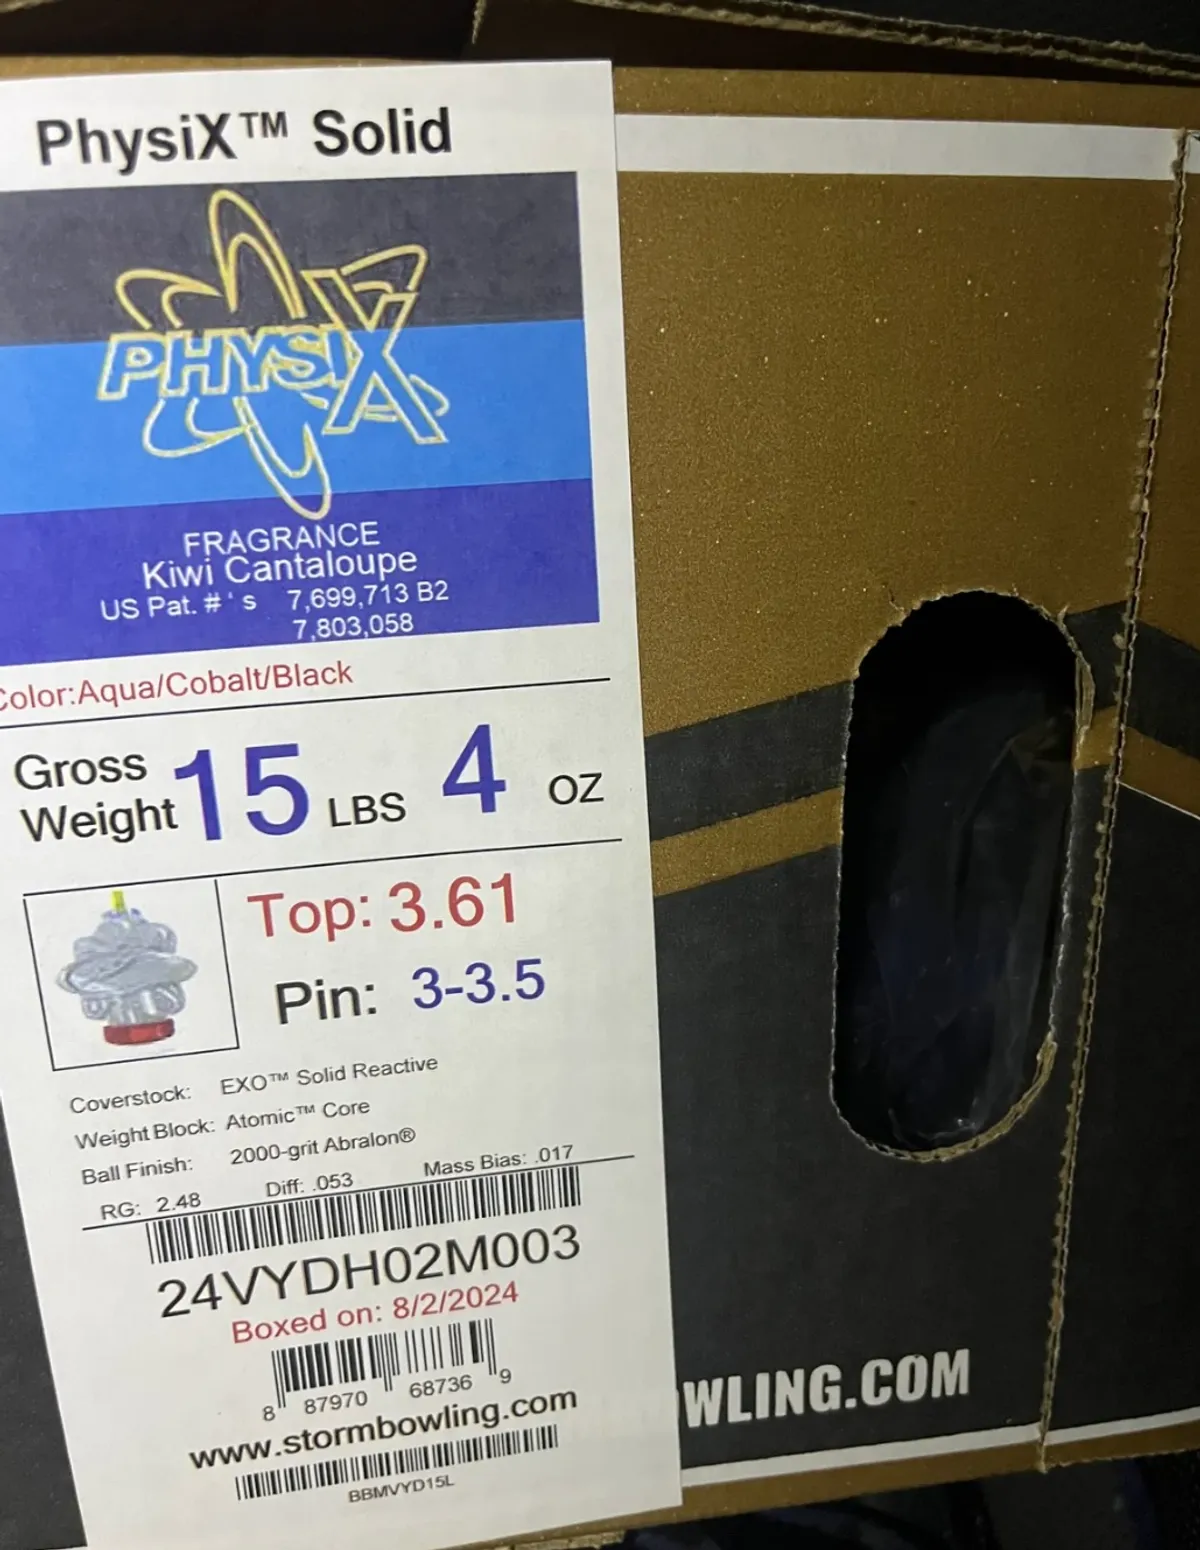 PhysiX™ Solid
PHYSIX
FRAGRANCE
Kiwi Cantaloupe
US Pat. #'s 7,699,713 B2
7,803,058
Color:Aqua/Cobalt/Black
Gross Weight 15 LBS 4 OZ
Top: 3.61
Pin: 3-3.5
Coverstock: EXO™ Solid Reactive
Weight Block: Atomic™ Core
Ball Finish: 2000-grit Abralon®
RG: 2.48 Diff: .053 Mass Bias: .017
24VYDH02M003
Boxed on: 8/2/2024
8 87970 68736 9
www.stormbowling.com
BBMVYD15L
WLING.COM